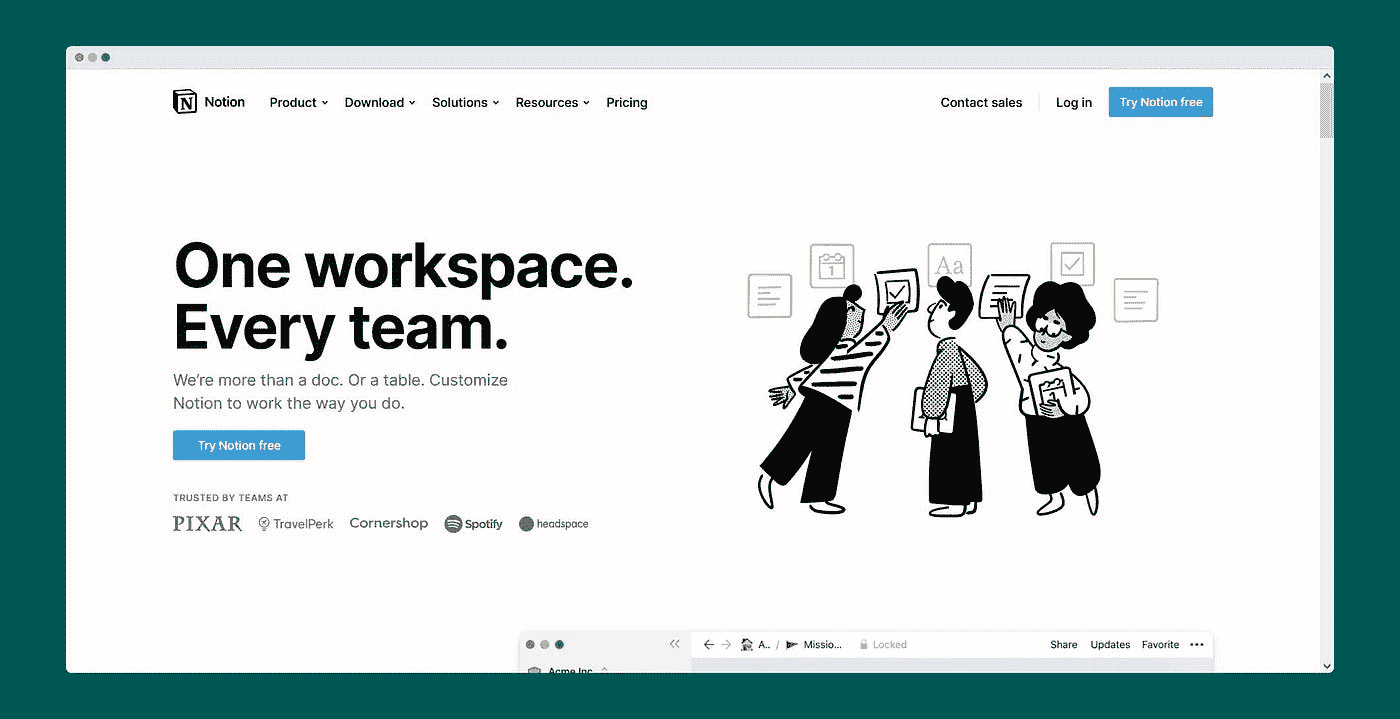 Notion
Product
Download
Solutions
Resources
Pricing
Contact sales
Log in
Try Notion free
One workspace.
Every team.
We're more than a doc. Or a table. Customize
Notion to work the way you do.
Try Notion free
TRUSTED BY TEAMS AT
PIXAR
TravelPerk
Cornershop
Spotify
headspace
1
Aa
A.. / Missio...
Locked
Share
Updates
Favorite
Acme Inc.